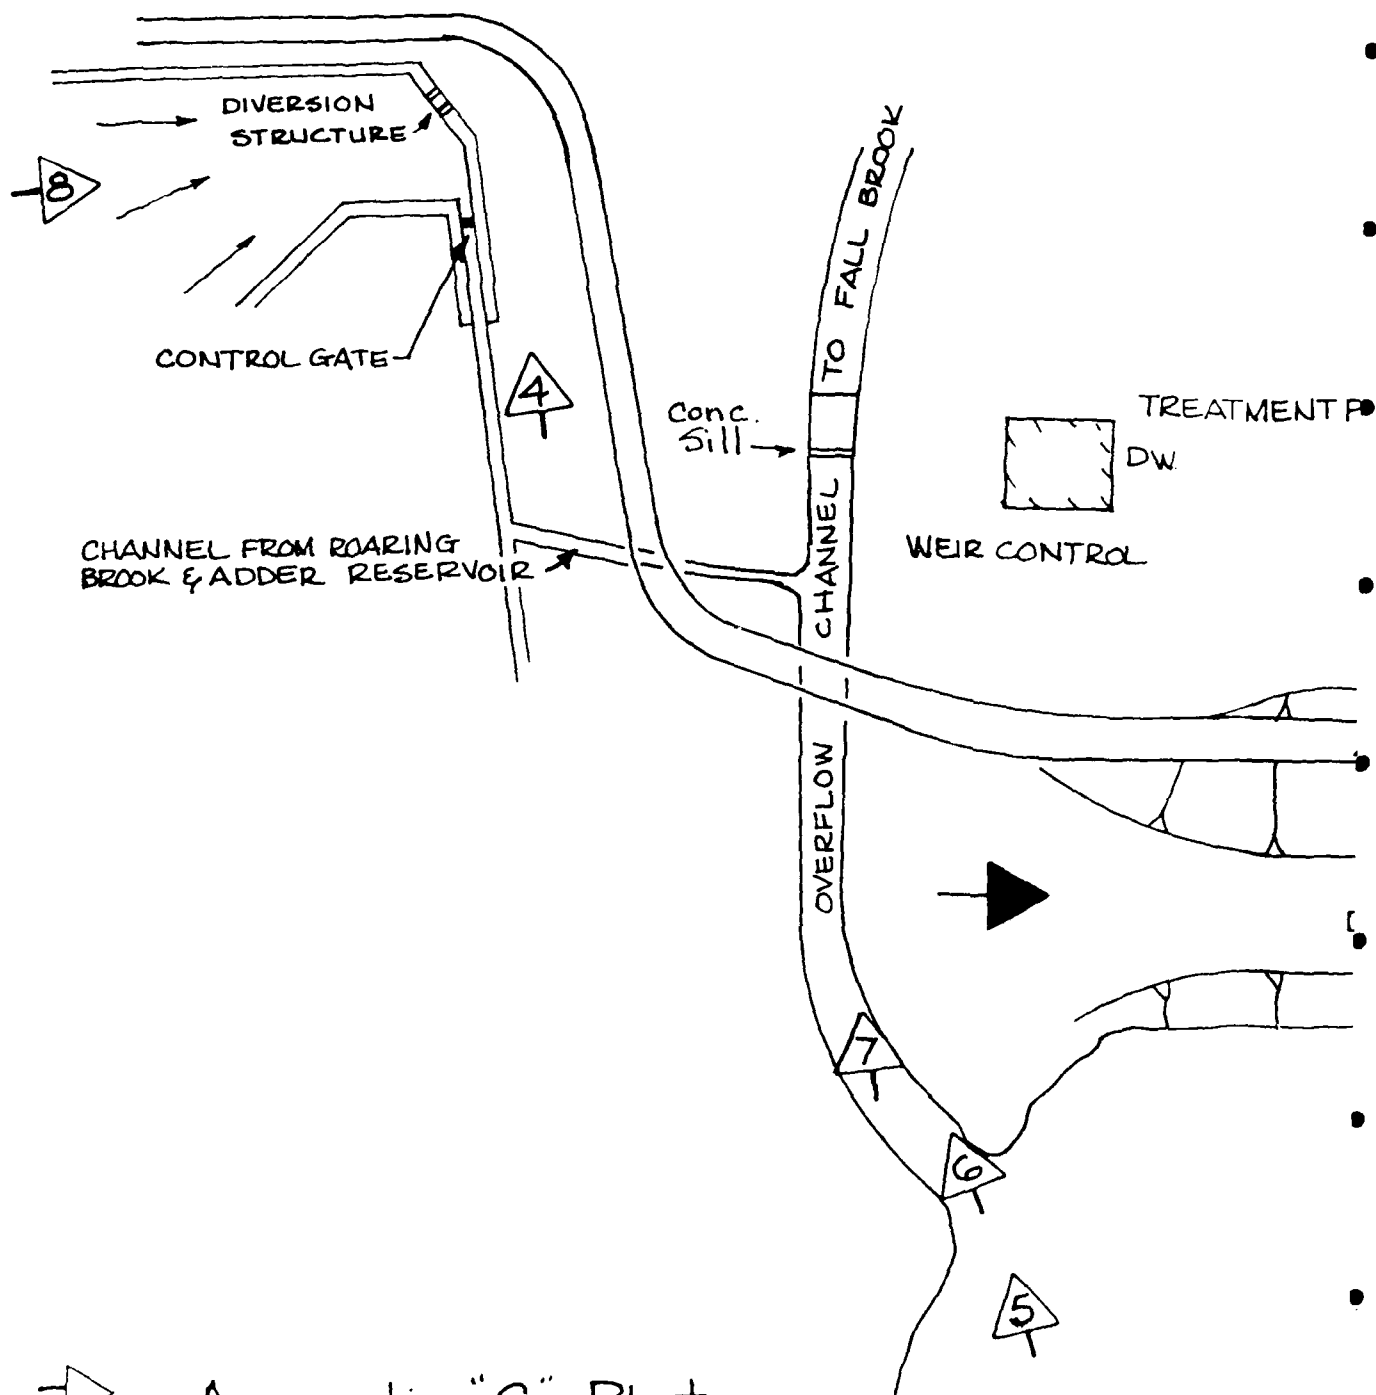 DIVERSION
STRUCTURE
8
CONTROL GATE
4
TO FALL BROOK
Conc.
Sill
TREATMENT P
DW.
WEIR CONTROL
CHANNEL FROM ROARING
BROOK & ADDER RESERVOIR
OVERFLOW CHANNEL
7
6
5
"C"